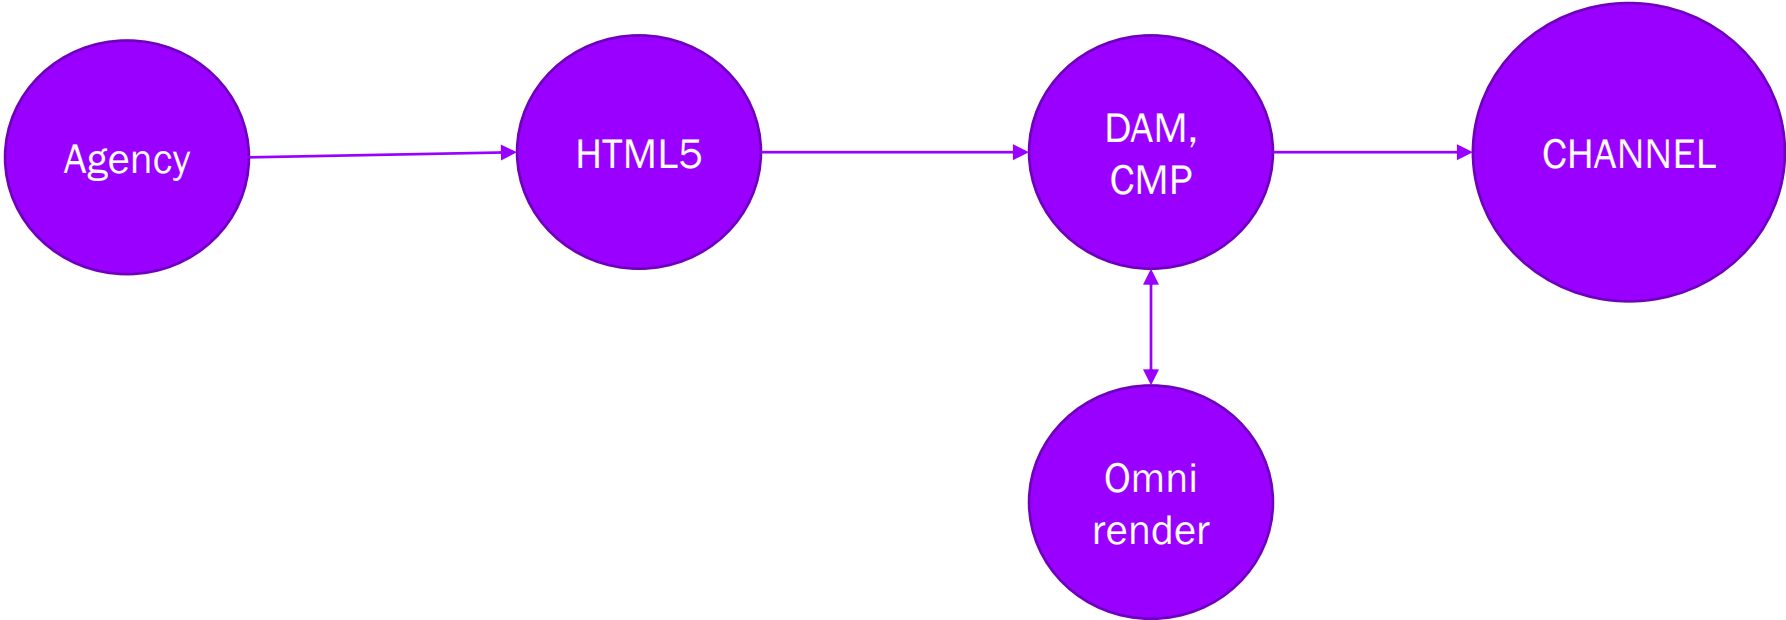 Agency
HTML5
DAM,
CMP
CHANNEL
Omni
render